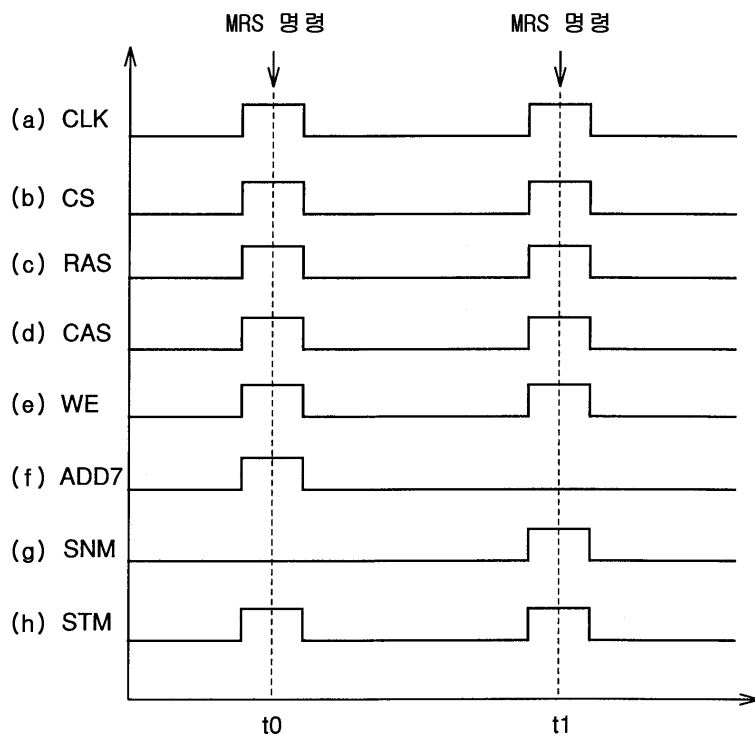 MRS 명령 MRS 명령
(a) CLK
(b) CS
(c) RAS
(d) CAS
(e) WE
(f) ADD7
(g) SNM
(h) STM
t0 t1